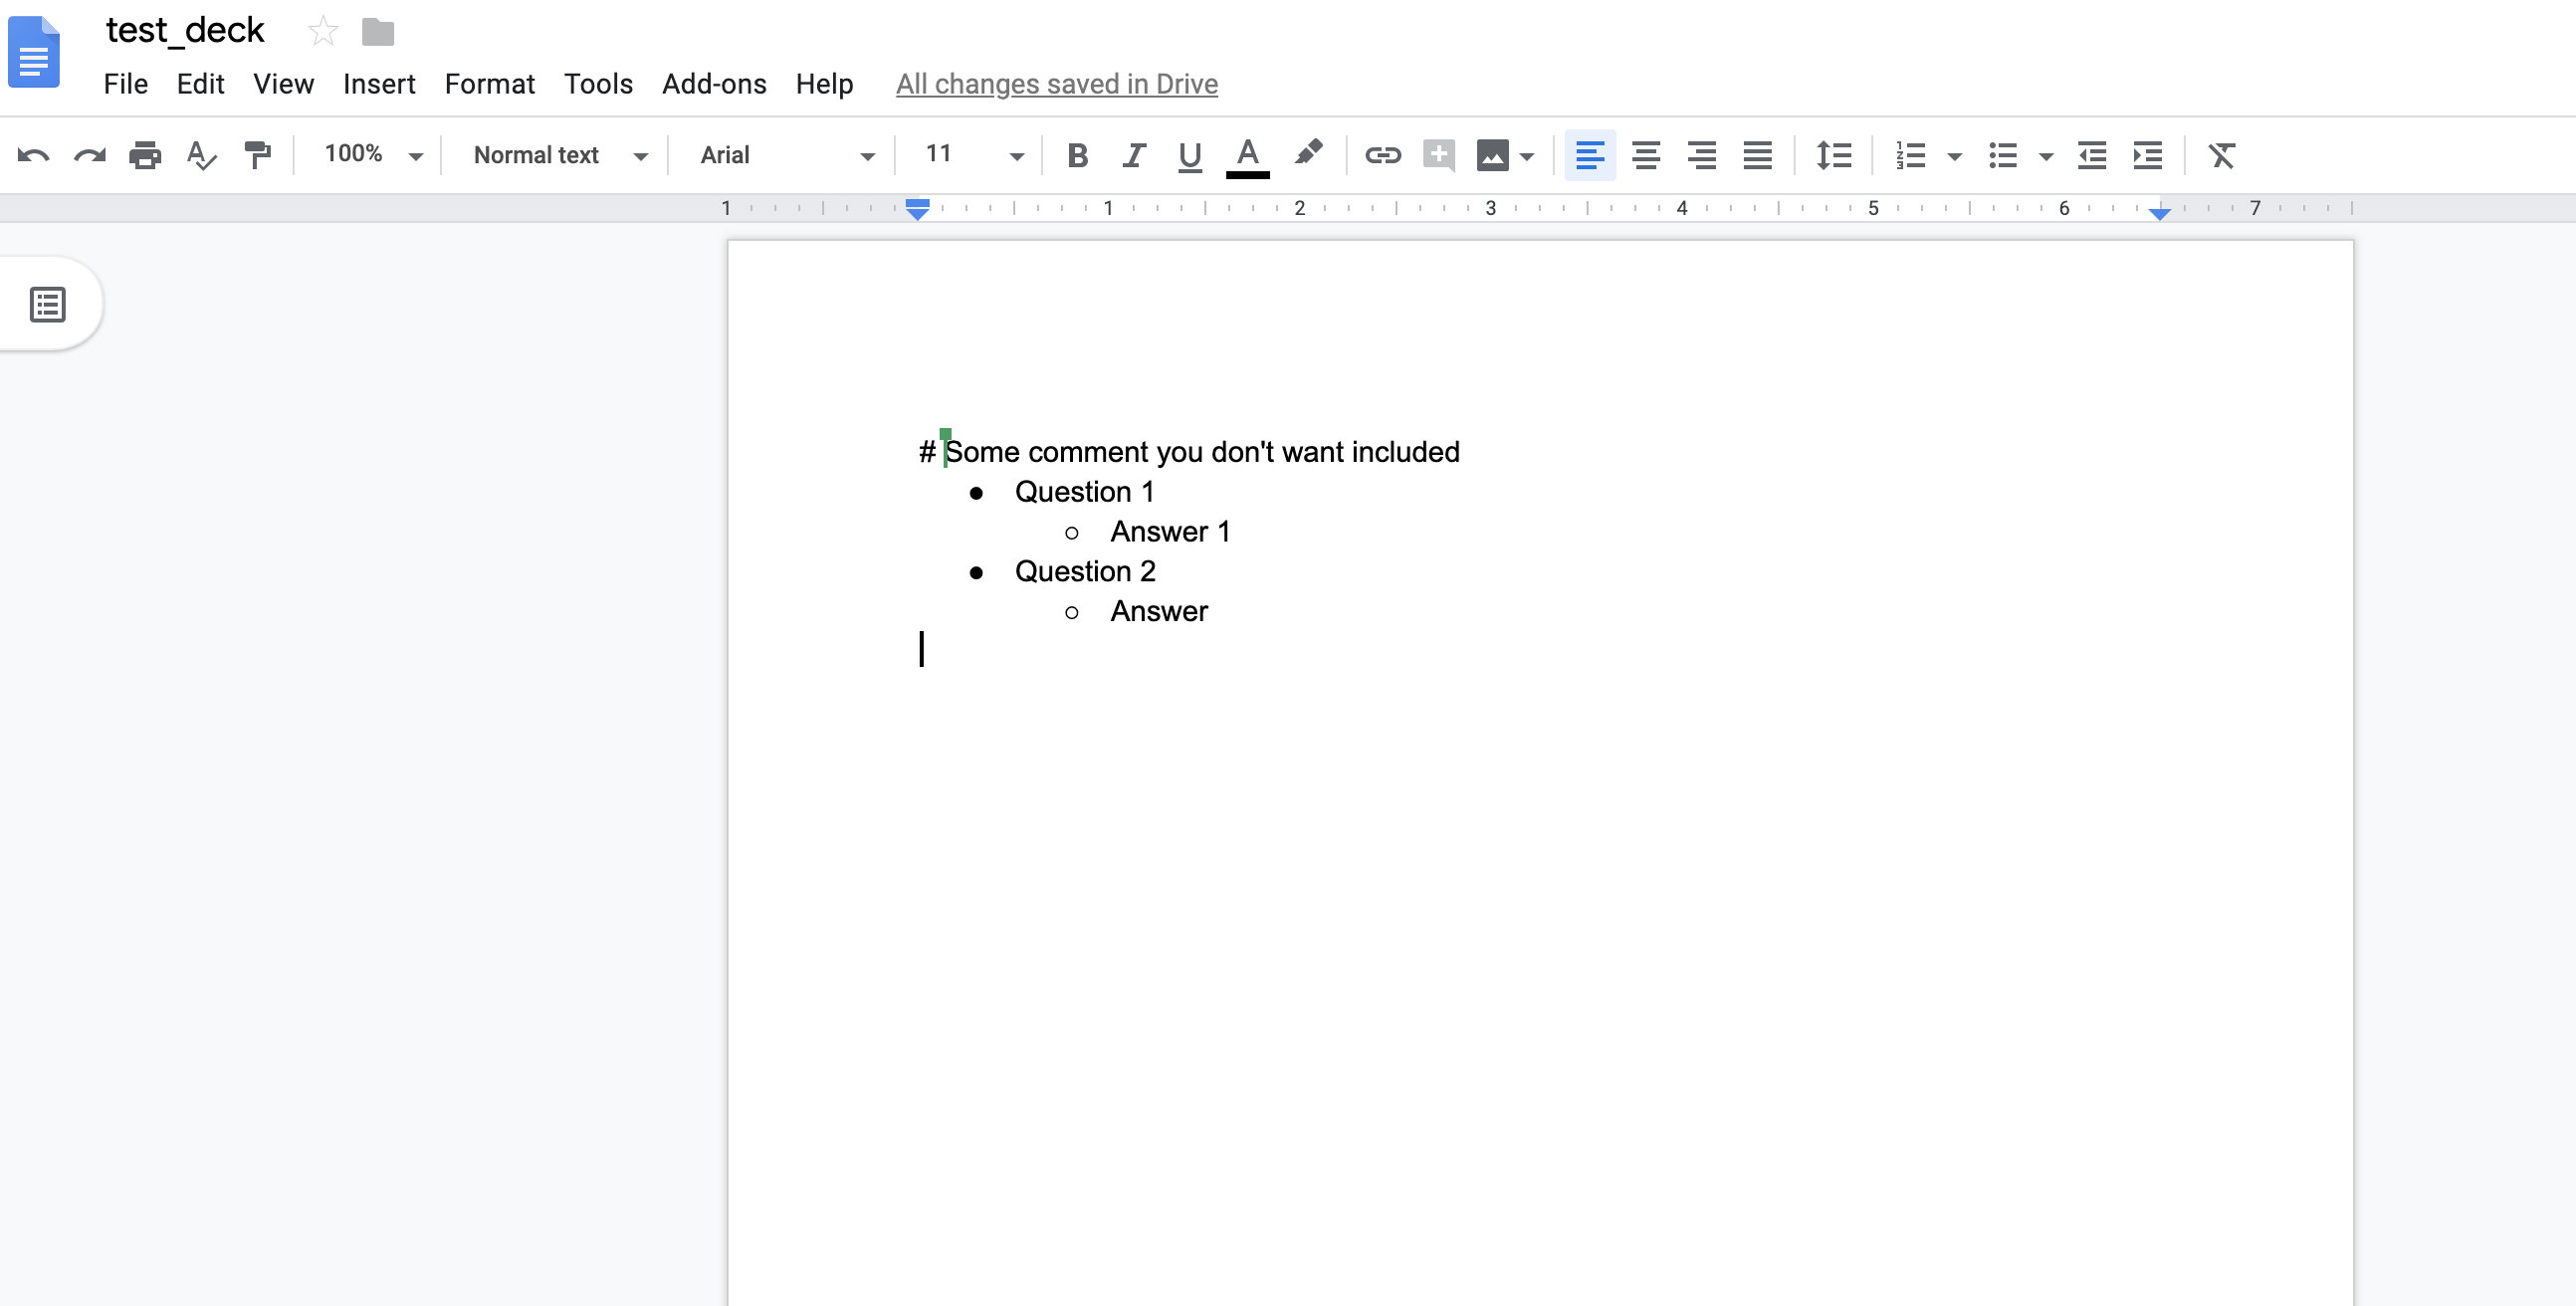 test_deck
File Edit View Insert Format Tools Add-ons Help All changes saved in Drive
100% Normal text Arial 11 B I U A
1 1 2 3 4 5 6 7
# Some comment you don't want included
● Question 1
○ Answer 1
● Question 2
○ Answer